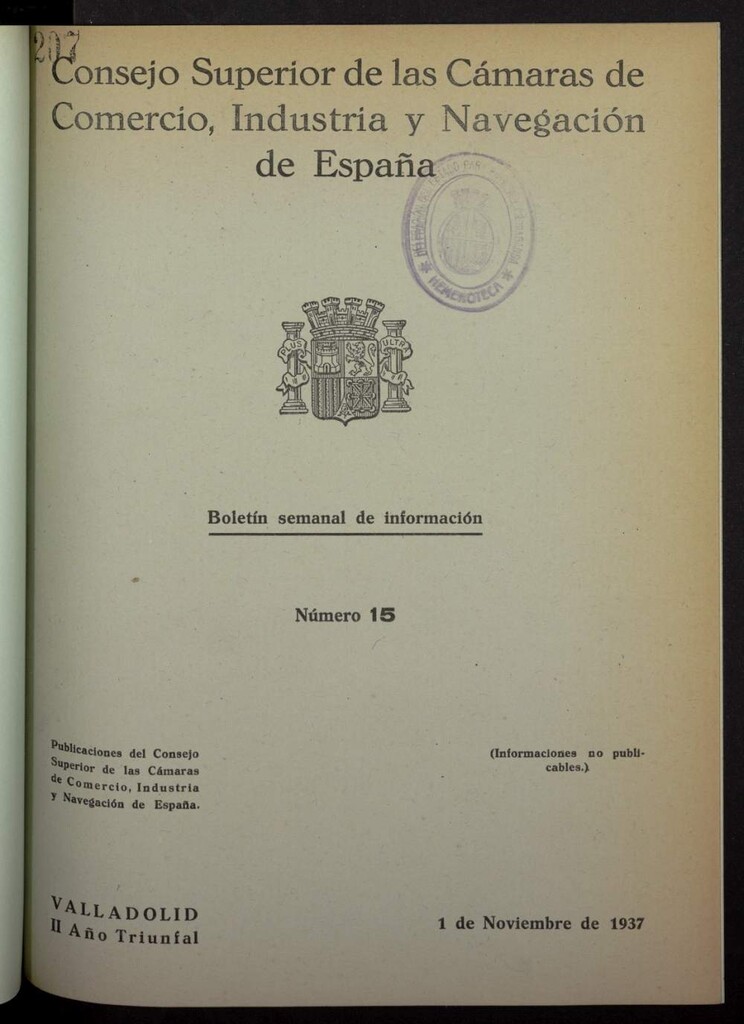 207
Consejo Superior de las Cámaras de
Comercio, Industria y Navegación
de España
HEMEROTECA
PLUS
ULTRA
Boletín semanal de información
Número 15
Publicaciones del Consejo
Superior de las Cámaras
de Comercio, Industria
y Navegación de España.
(Informaciones no publi-
cables.)
VALLADOLID
II Año Triunfal
1 de Noviembre de 1937